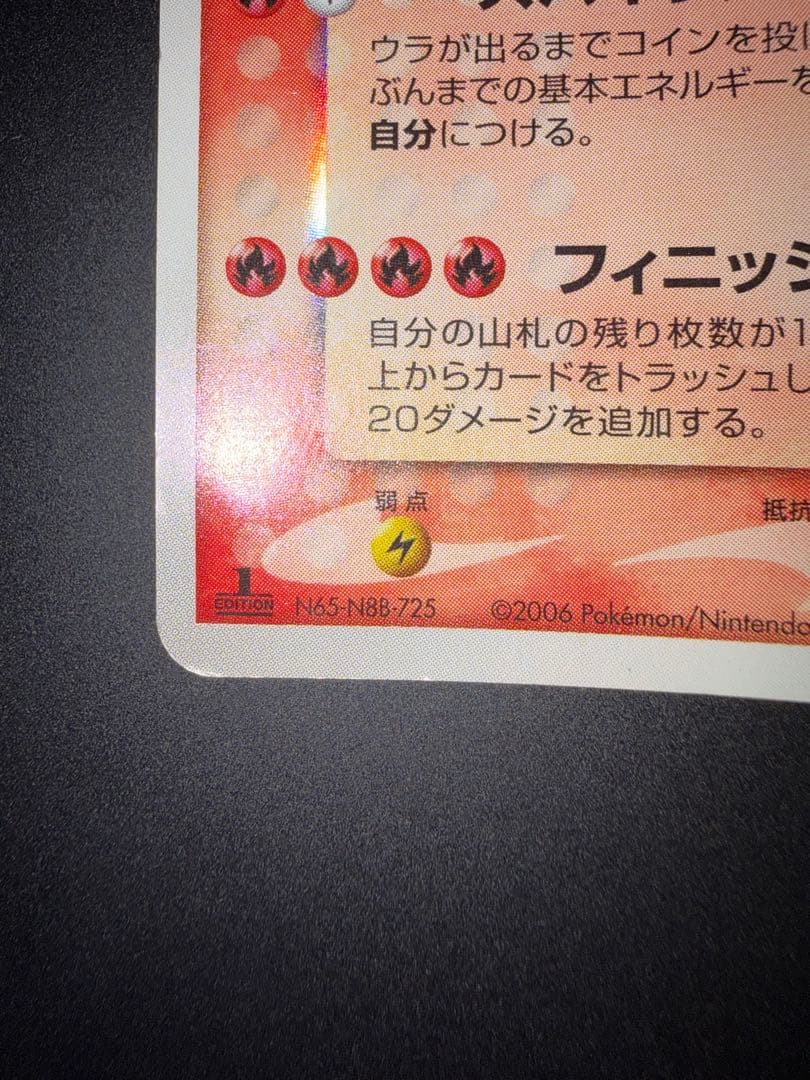 ウラが出るまでコインを投げ
ぶんまでの基本エネルギーを
自分につける。
フィニッシ
自分の山札の残り枚数が1
上からカードをトラッシュし
20ダメージを追加する。
弱点
抵抗
1
EDITION N65-N8B-725 ©2006 Pokémon/Nintendo